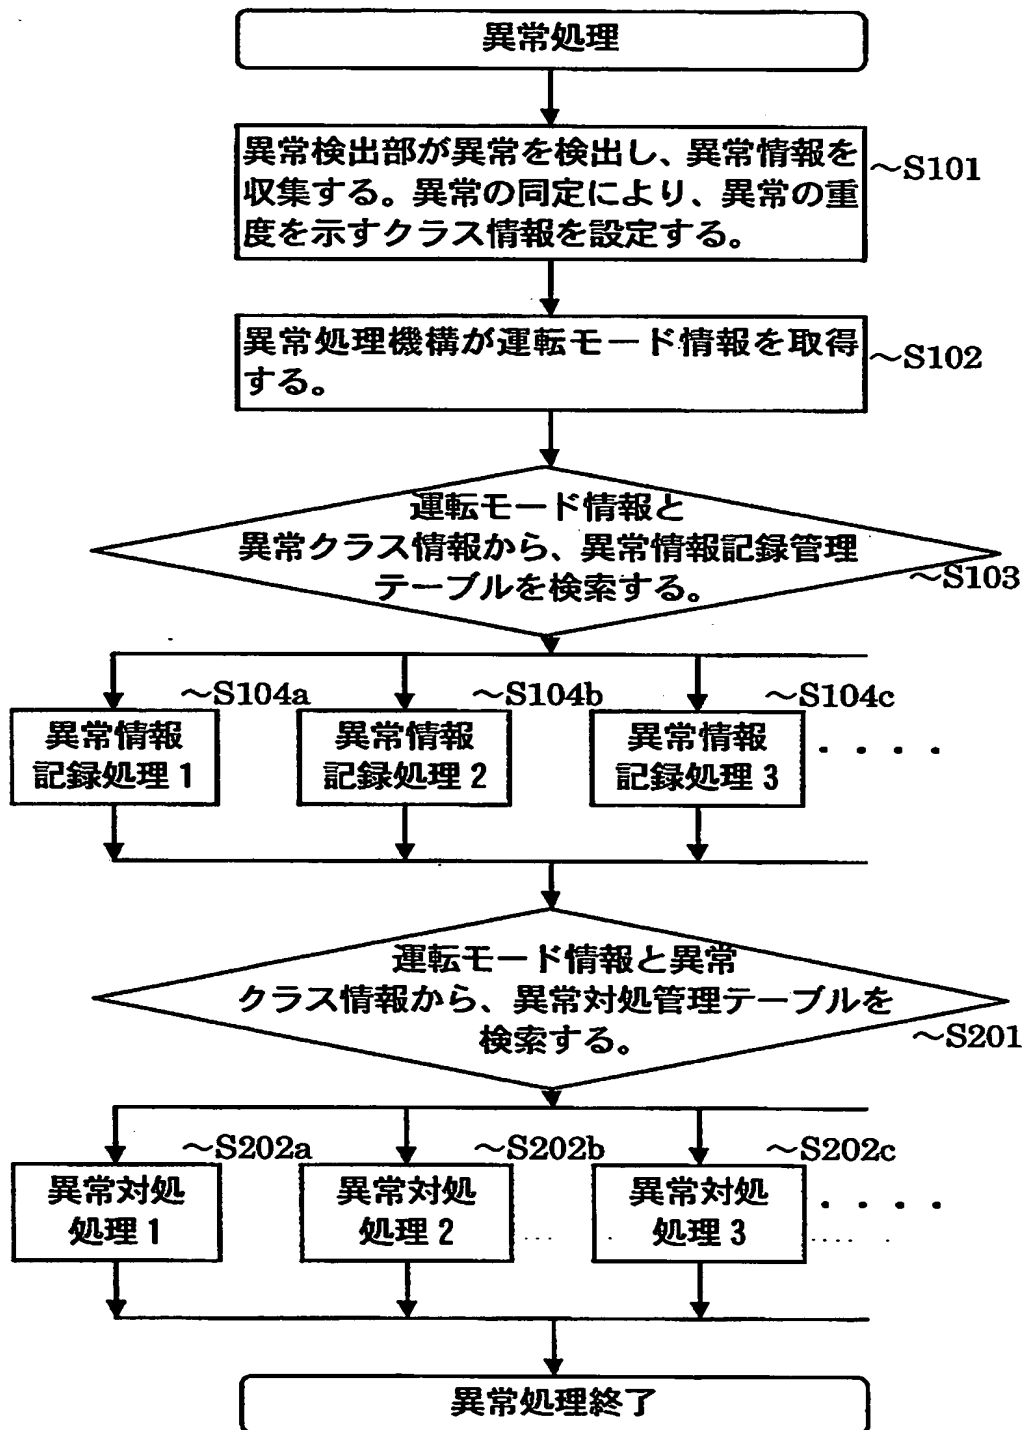 異常処理
異常検出部が異常を検出し、異常情報を
収集する。異常の同定により、異常の重
度を示すクラス情報を設定する。
～S101
異常処理機構が運転モード情報を取得
する。
～S102
運転モード情報と
異常クラス情報から、異常情報記録管理
テーブルを検索する。
～S103
～S104a
～S104b
～S104c
異常情報
記録処理1
異常情報
記録処理2
異常情報
記録処理3
・・・・
運転モード情報と異常
クラス情報から、異常対処管理テーブルを
検索する。
～S201
～S202a
～S202b
～S202c
異常対処
処理1
異常対処
処理2
異常対処
処理3
・・・・
異常処理終了